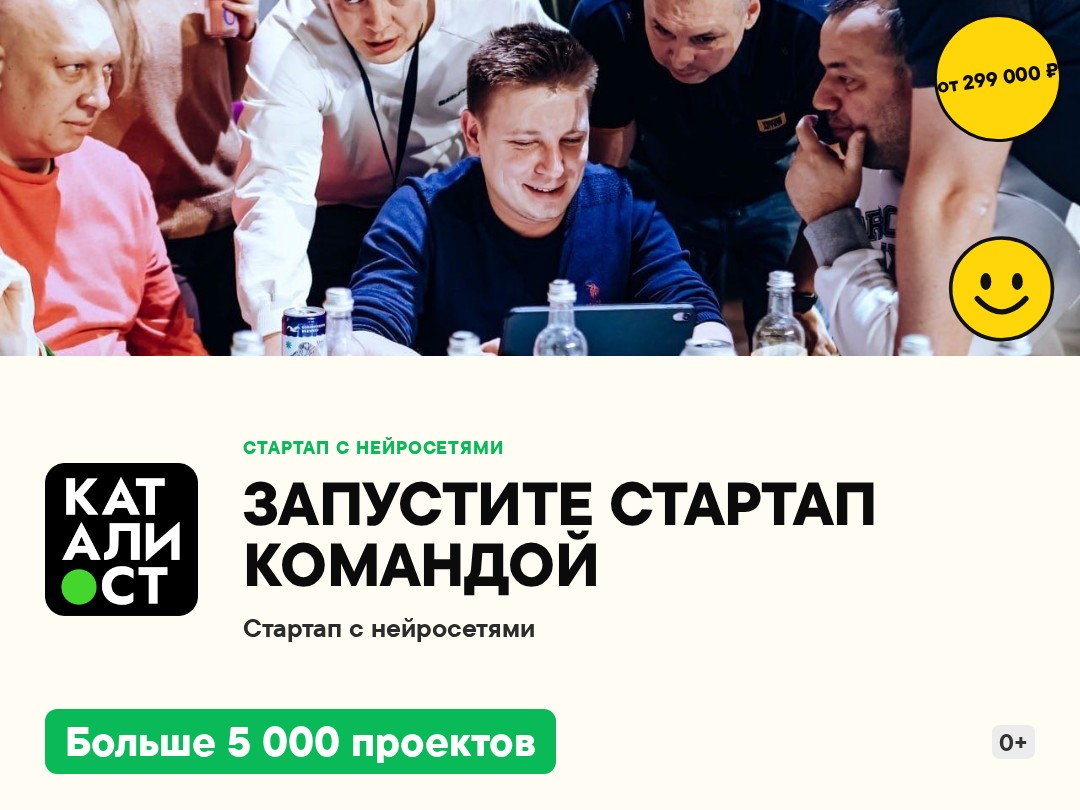 от 299 000 ₽
СТАРТАП С НЕЙРОСЕТЯМИ
КАТ
АЛИ
СТ
ЗАПУСТИТЕ СТАРТАП
КОМАНДОЙ
Стартап с нейросетями
Больше 5 000 проектов
0+